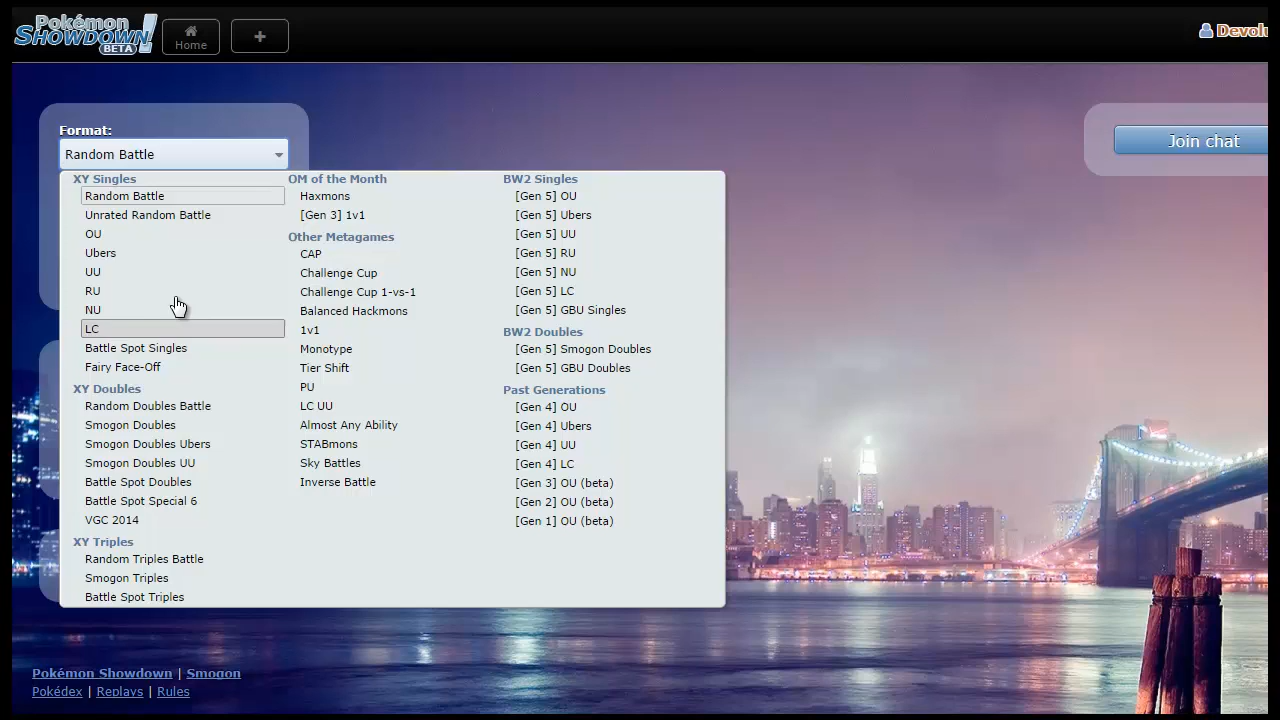 Pokémon
SHOWDOWN!
BETA
Home
Format:
Random Battle
Join chat
XY Singles
Random Battle
Unrated Random Battle
OU
Ubers
UU
RU
NU
LC
Battle Spot Singles
Fairy Face-Off
XY Doubles
Random Doubles Battle
Smogon Doubles
Smogon Doubles Ubers
Smogon Doubles UU
Battle Spot Doubles
Battle Spot Special 6
VGC 2014
XY Triples
Random Triples Battle
Smogon Triples
Battle Spot Triples
OM of the Month
Haxmons
[Gen 3] 1v1
Other Metagames
CAP
Challenge Cup
Challenge Cup 1-vs-1
Balanced Hackmons
1v1
Monotype
Tier Shift
PU
LC UU
Almost Any Ability
STABmons
Sky Battles
Inverse Battle
BW2 Singles
[Gen 5] OU
[Gen 5] Ubers
[Gen 5] UU
[Gen 5] RU
[Gen 5] NU
[Gen 5] LC
[Gen 5] GBU Singles
BW2 Doubles
[Gen 5] Smogon Doubles
[Gen 5] GBU Doubles
Past Generations
[Gen 4] OU
[Gen 4] Ubers
[Gen 4] UU
[Gen 4] LC
[Gen 3] OU (beta)
[Gen 2] OU (beta)
[Gen 1] OU (beta)
Pokémon Showdown | Smogon
Pokédex | Replays | Rules